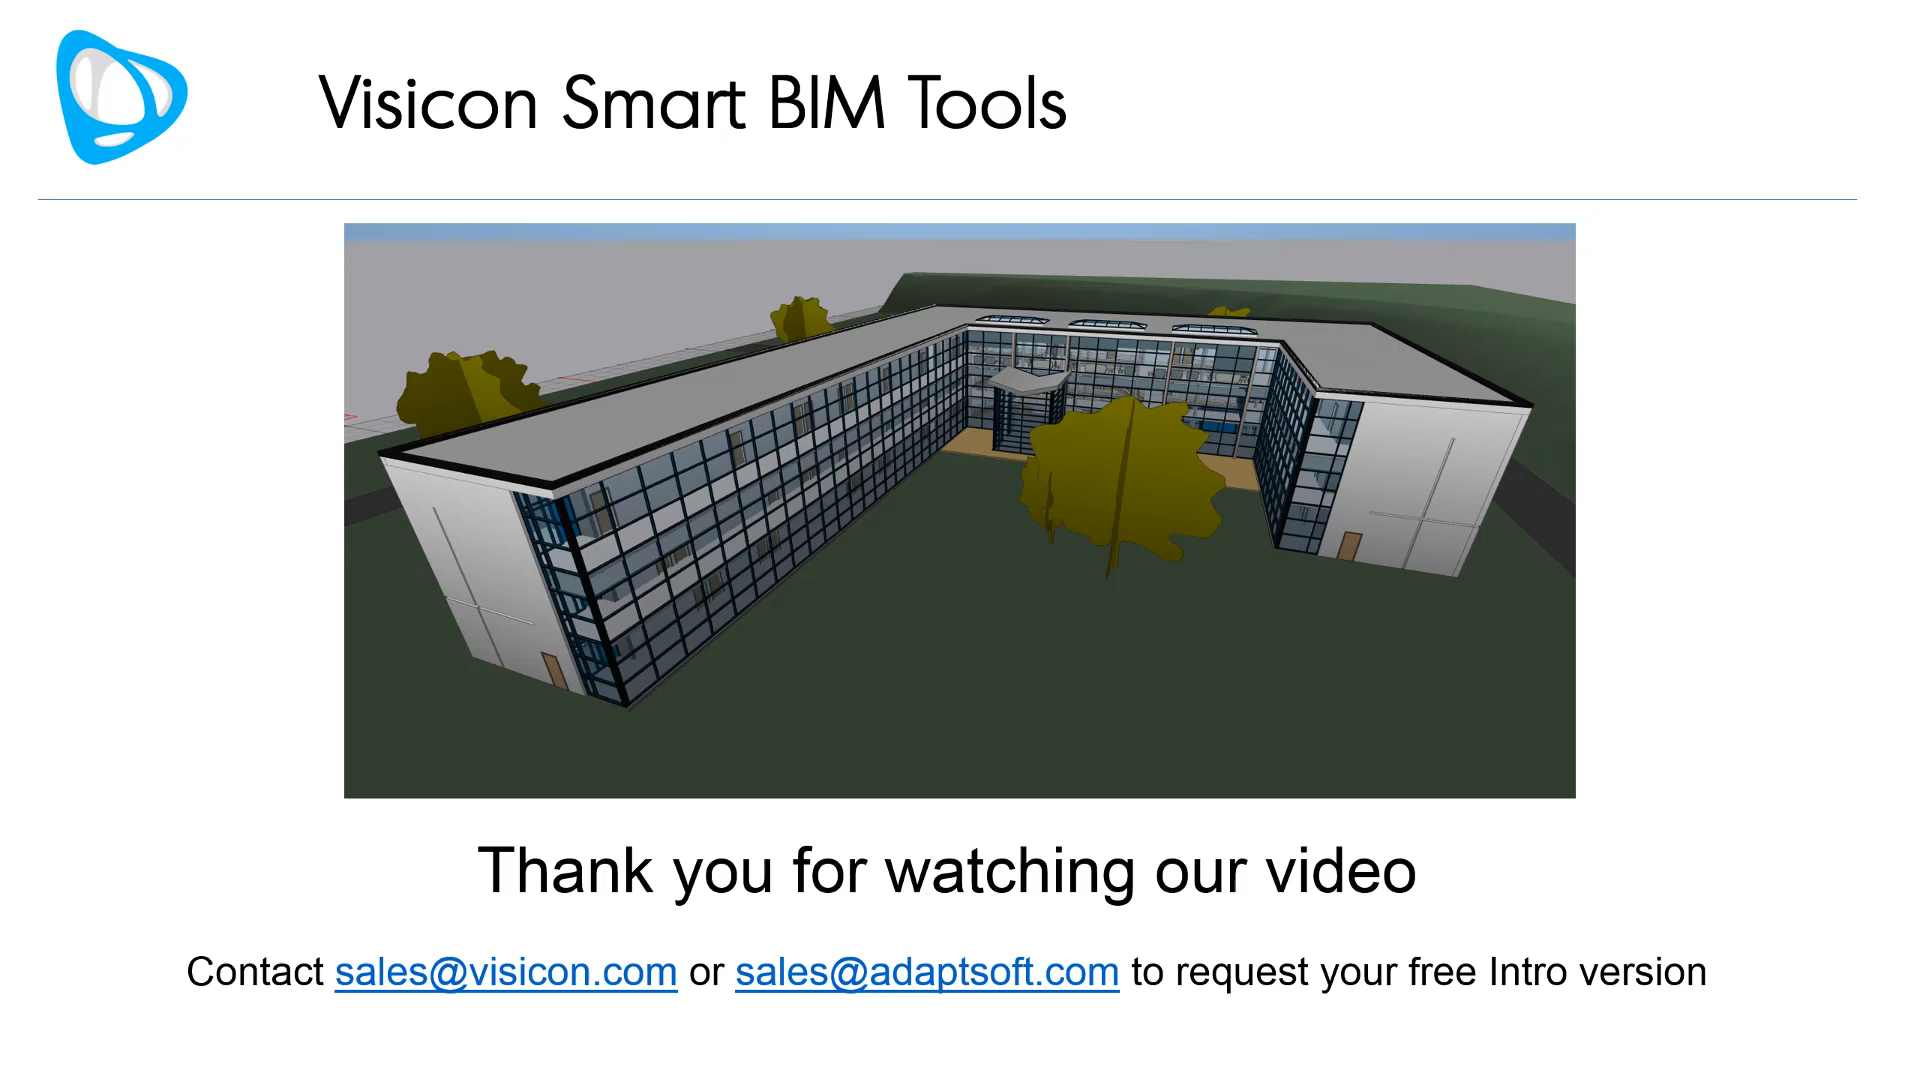 Visicon Smart BIM Tools
Thank you for watching our video
Contact sales@visicon.com or sales@adaptsoft.com to request your free Intro version